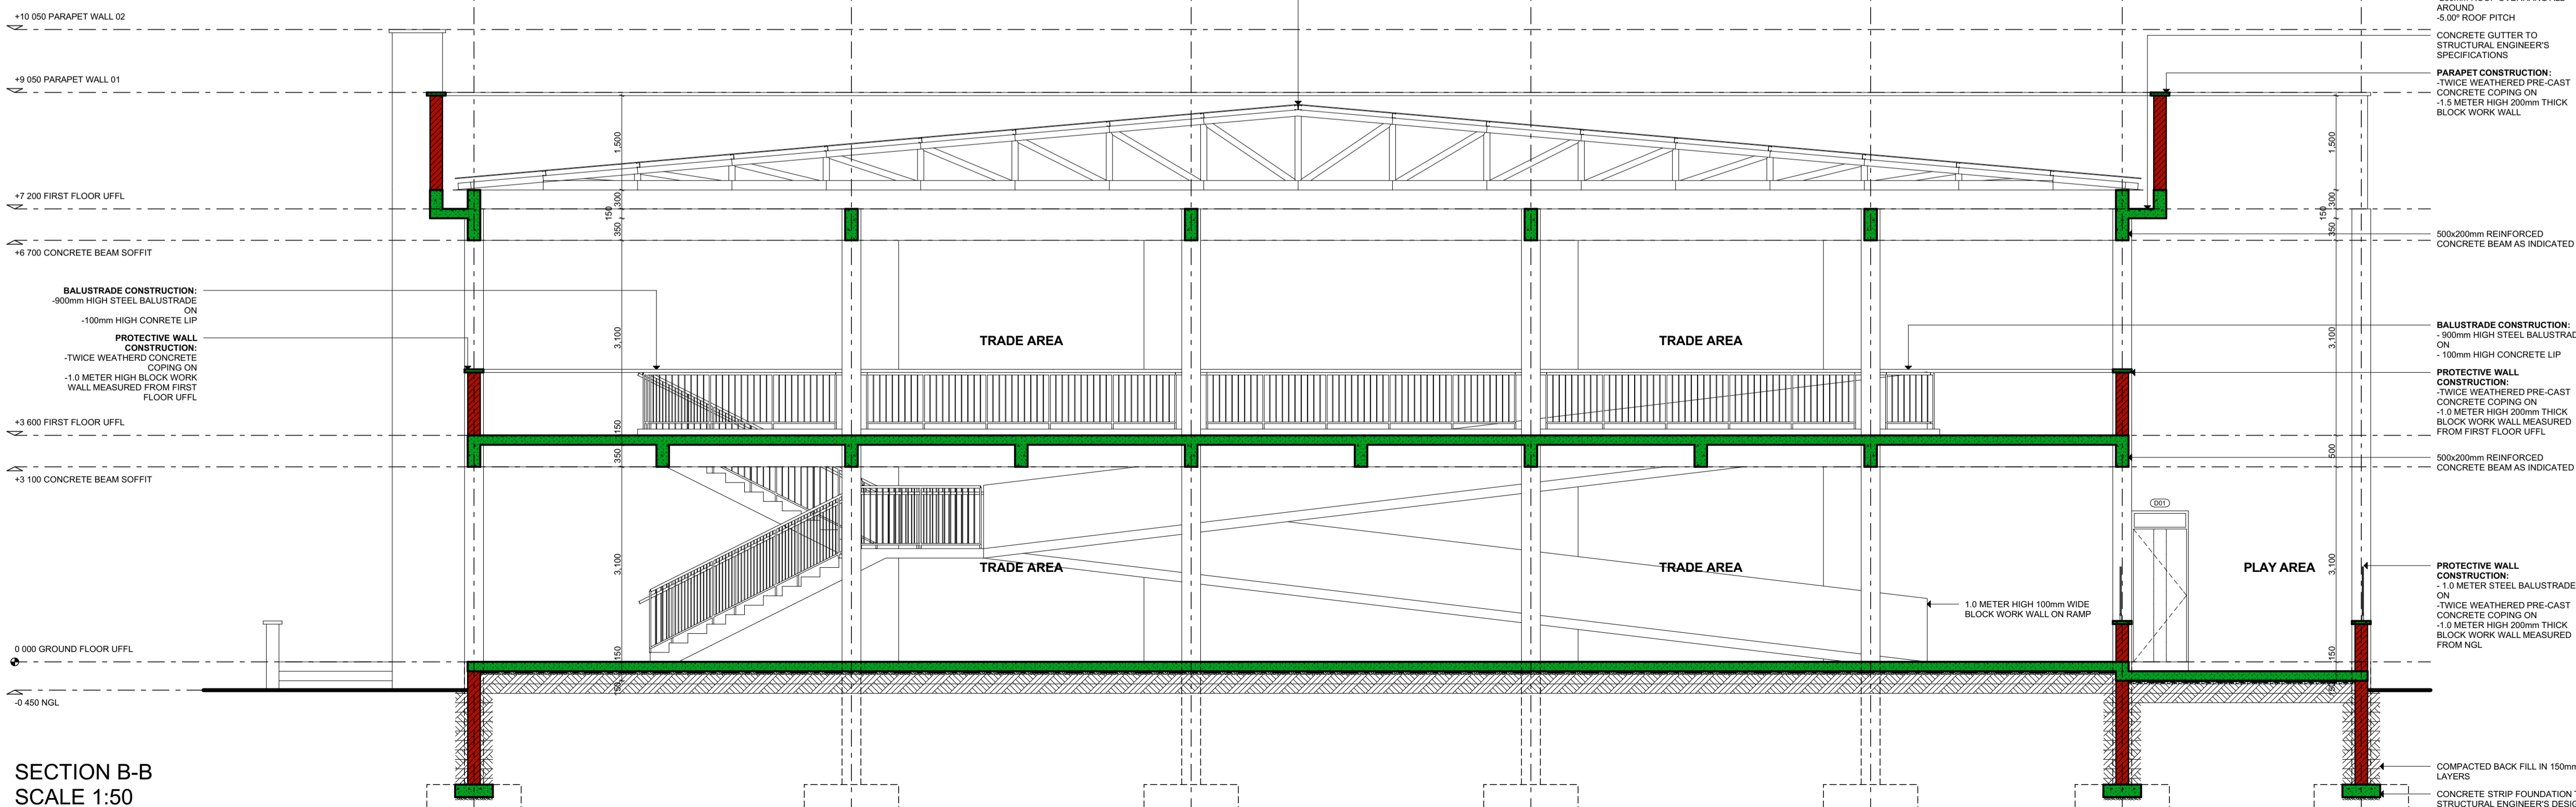 +10 050 PARAPET WALL 02
+9 050 PARAPET WALL 01
+7 200 FIRST FLOOR UFFL
+6 700 CONCRETE BEAM SOFFIT
BALUSTRADE CONSTRUCTION:
-900mm HIGH STEEL BALUSTRADE
ON
-100mm HIGH CONRETE LIP
PROTECTIVE WALL
CONSTRUCTION:
-TWICE WEATHERD CONCRETE
COPING ON
-1.0 METER HIGH BLOCK WORK
WALL MEASURED FROM FIRST
FLOOR UFFL
+3 600 FIRST FLOOR UFFL
+3 100 CONCRETE BEAM SOFFIT
0 000 GROUND FLOOR UFFL
-0 450 NGL
SECTION B-B
SCALE 1:50
1,500
300
150
350
3,100
150
350
3,100
150
50
TRADE AREA
TRADE AREA
TRADE AREA
TRADE AREA
1.0 METER HIGH 100mm WIDE
BLOCK WORK WALL ON RAMP
D01
PLAY AREA
1,500
300
150
350
3,100
500
3,100
150
AROUND
-5.00º ROOF PITCH
CONCRETE GUTTER TO
STRUCTURAL ENGINEER'S
SPECIFICATIONS
PARAPET CONSTRUCTION:
-TWICE WEATHERED PRE-CAST
CONCRETE COPING ON
-1.5 METER HIGH 200mm THICK
BLOCK WORK WALL
500x200mm REINFORCED
CONCRETE BEAM AS INDICATED
BALUSTRADE CONSTRUCTION:
- 900mm HIGH STEEL BALUSTRAD
ON
- 100mm HIGH CONCRETE LIP
PROTECTIVE WALL
CONSTRUCTION:
-TWICE WEATHERED PRE-CAST
CONCRETE COPING ON
-1.0 METER HIGH 200mm THICK
BLOCK WORK WALL MEASURED
FROM FIRST FLOOR UFFL
500x200mm REINFORCED
CONCRETE BEAM AS INDICATED
PROTECTIVE WALL
CONSTRUCTION:
- 1.0 METER STEEL BALUSTRADE
ON
-TWICE WEATHERED PRE-CAST
CONCRETE COPING ON
-1.0 METER HIGH 200mm THICK
BLOCK WORK WALL MEASURED
FROM NGL
COMPACTED BACK FILL IN 150mm
LAYERS
CONCRETE STRIP FOUNDATION
STRUCTURAL ENGINEER'S